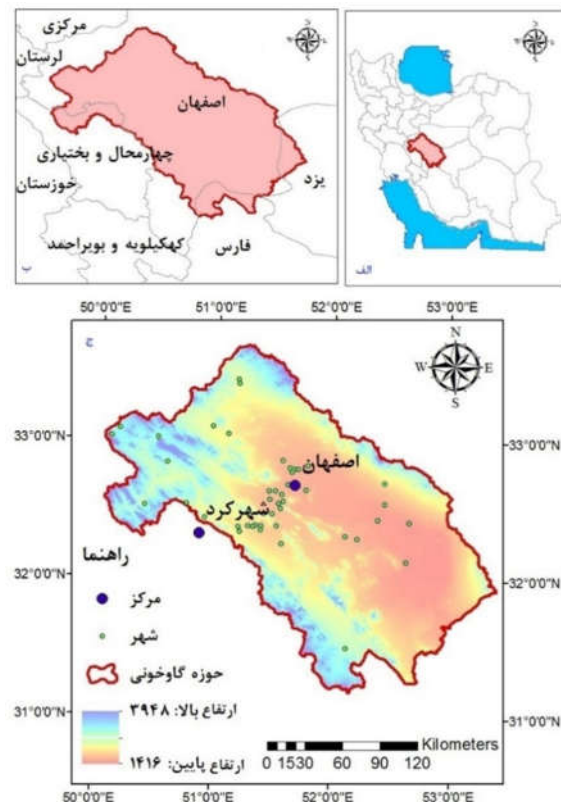 مرکزی
لرستان
اصفهان
چهارمحال و بختیاری
خوزستان
یزد
کهکیلویه و بویراحمد
فارس
ب
الف
50°0'0"E 51°0'0"E 52°0'0"E 53°0'0"E
ج
N
W E
S
33°0'0"N 33°0'0"N
اصفهان
شهرکرد
32°0'0"N 32°0'0"N
31°0'0"N 31°0'0"N
راهنما
مرکز
شهر
حوزه گاوخونی
ارتفاع بالا: ۳۹۴۸
ارتفاع پایین: ۱۴۱۶
Kilometers
0 15 30 60 90 120
50°0'0"E 51°0'0"E 52°0'0"E 53°0'0"E